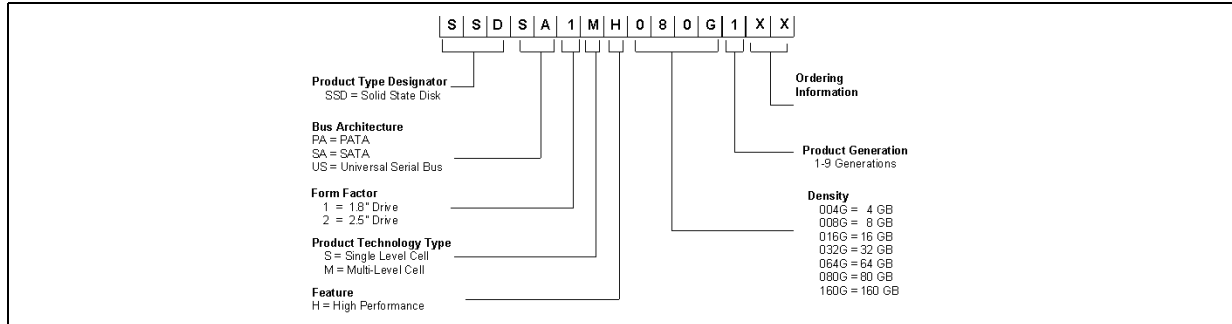 S S D S A 1 M H 0 8 0 G 1 X X
Product Type Designator
SSD = Solid State Disk
Bus Architecture
PA = PATA
SA = SATA
US = Universal Serial Bus
Form Factor
1 = 1.8" Drive
2 = 2.5" Drive
Product Technology Type
S = Single Level Cell
M = Multi-Level Cell
Feature
H = High Performance
Ordering
Information
Product Generation
1-9 Generations
Density
004G = 4 GB
008G = 8 GB
016G = 16 GB
032G = 32 GB
064G = 64 GB
080G = 80 GB
160G = 160 GB